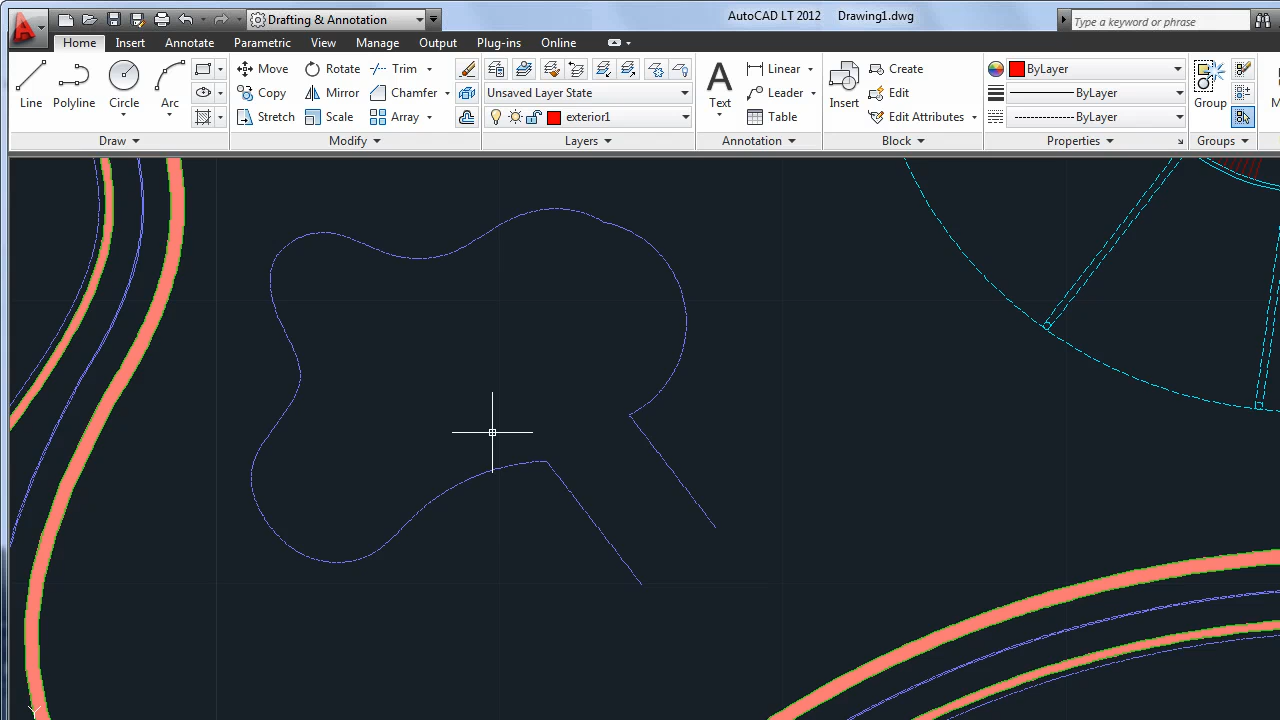 Drafting & Annotation
AutoCAD LT 2012 Drawing1.dwg
Type a keyword or phrase
Home Insert Annotate Parametric View Manage Output Plug-ins Online
Line
Polyline
Circle
Arc
Draw
Move Rotate Trim
Copy Mirror Chamfer
Stretch Scale Array
Modify
Unsaved Layer State
exterior1
Layers
Text
Linear
Leader
Table
Annotation
Insert
Create
Edit
Edit Attributes
Block
ByLayer
ByLayer
ByLayer
Properties
Group
Groups
Y